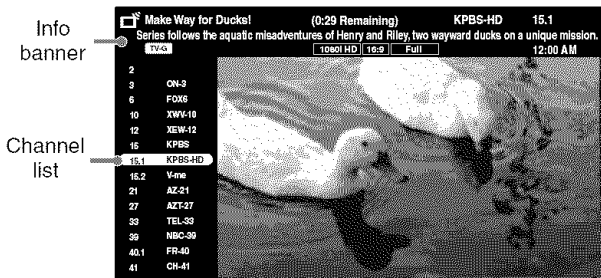 Info banner
Make Way for Ducks! (0:29 Remaining) KPBS-HD 15.1
Series follows the aquatic misadventures of Henry and Riley, two wayward ducks on a unique mission.
TV-G 1080i HD 16:9 Full 12:00 AM
Channel list
2
3 ON-3
6 FOX6
10 XWV-10
12 XEW-12
15 KPBS
15.1 KPBS-HD
15.2 V-me
21 AZ-21
27 AZT-27
33 TEL-33
39 NBC-39
40.1 FR-40
41 CH-41